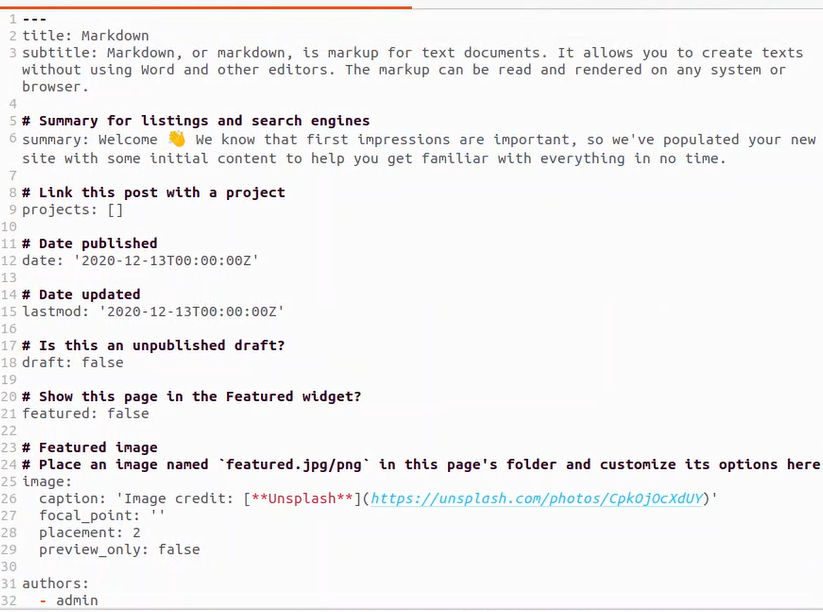 1 ---
2 title: Markdown
3 subtitle: Markdown, or markdown, is markup for text documents. It allows you to create texts
without using Word and other editors. The markup can be read and rendered on any system or
browser.
4
5 # Summary for listings and search engines
6 summary: Welcome 👋 We know that first impressions are important, so we've populated your new
site with some initial content to help you get familiar with everything in no time.
7
8 # Link this post with a project
9 projects: []
10
11 # Date published
12 date: '2020-12-13T00:00:00Z'
13
14 # Date updated
15 lastmod: '2020-12-13T00:00:00Z'
16
17 # Is this an unpublished draft?
18 draft: false
19
20 # Show this page in the Featured widget?
21 featured: false
22
23 # Featured image
24 # Place an image named `featured.jpg/png` in this page's folder and customize its options here
25 image:
26   caption: 'Image credit: [**Unsplash**](https://unsplash.com/photos/CpkOjOcXdUY)'
27   focal_point: ''
28   placement: 2
29   preview_only: false
30
31 authors:
32   - admin